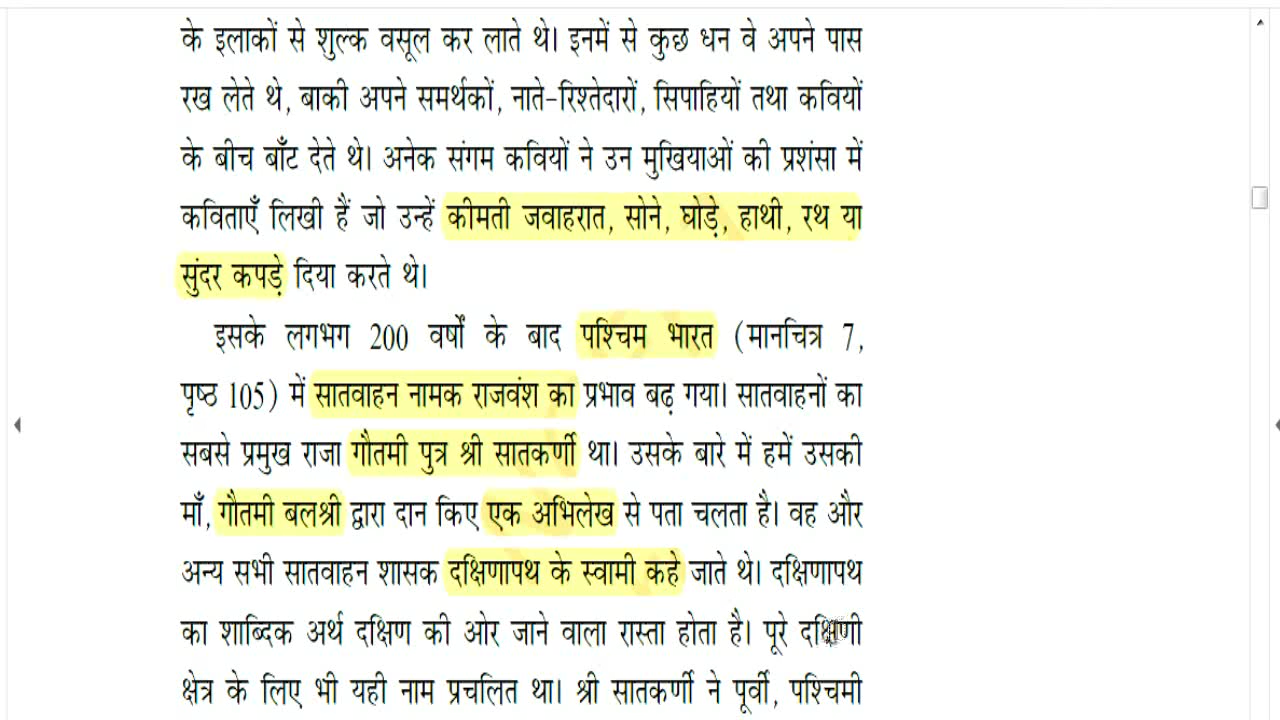 के इलाकों से शुल्क वसूल कर लाते थे। इनमें से कुछ धन वे अपने पास
रख लेते थे, बाकी अपने समर्थकों, नाते-रिश्तेदारों, सिपाहियों तथा कवियों
के बीच बाँट देते थे। अनेक संगम कवियों ने उन मुखियाओं की प्रशंसा में
कविताएँ लिखी हैं जो उन्हें कीमती जवाहरात, सोने, घोड़े, हाथी, रथ या
सुंदर कपड़े दिया करते थे।
इसके लगभग 200 वर्षों के बाद पश्चिम भारत (मानचित्र 7,
पृष्ठ 105) में सातवाहन नामक राजवंश का प्रभाव बढ़ गया। सातवाहनों का
सबसे प्रमुख राजा गौतमी पुत्र श्री सातकर्णी था। उसके बारे में हमें उसकी
माँ, गौतमी बलश्री द्वारा दान किए एक अभिलेख से पता चलता है। वह और
अन्य सभी सातवाहन शासक दक्षिणापथ के स्वामी कहे जाते थे। दक्षिणापथ
का शाब्दिक अर्थ दक्षिण की ओर जाने वाला रास्ता होता है। पूरे दक्षिणी
क्षेत्र के लिए भी यही नाम प्रचलित था। श्री सातकर्णी ने पूर्वी, पश्चिमी